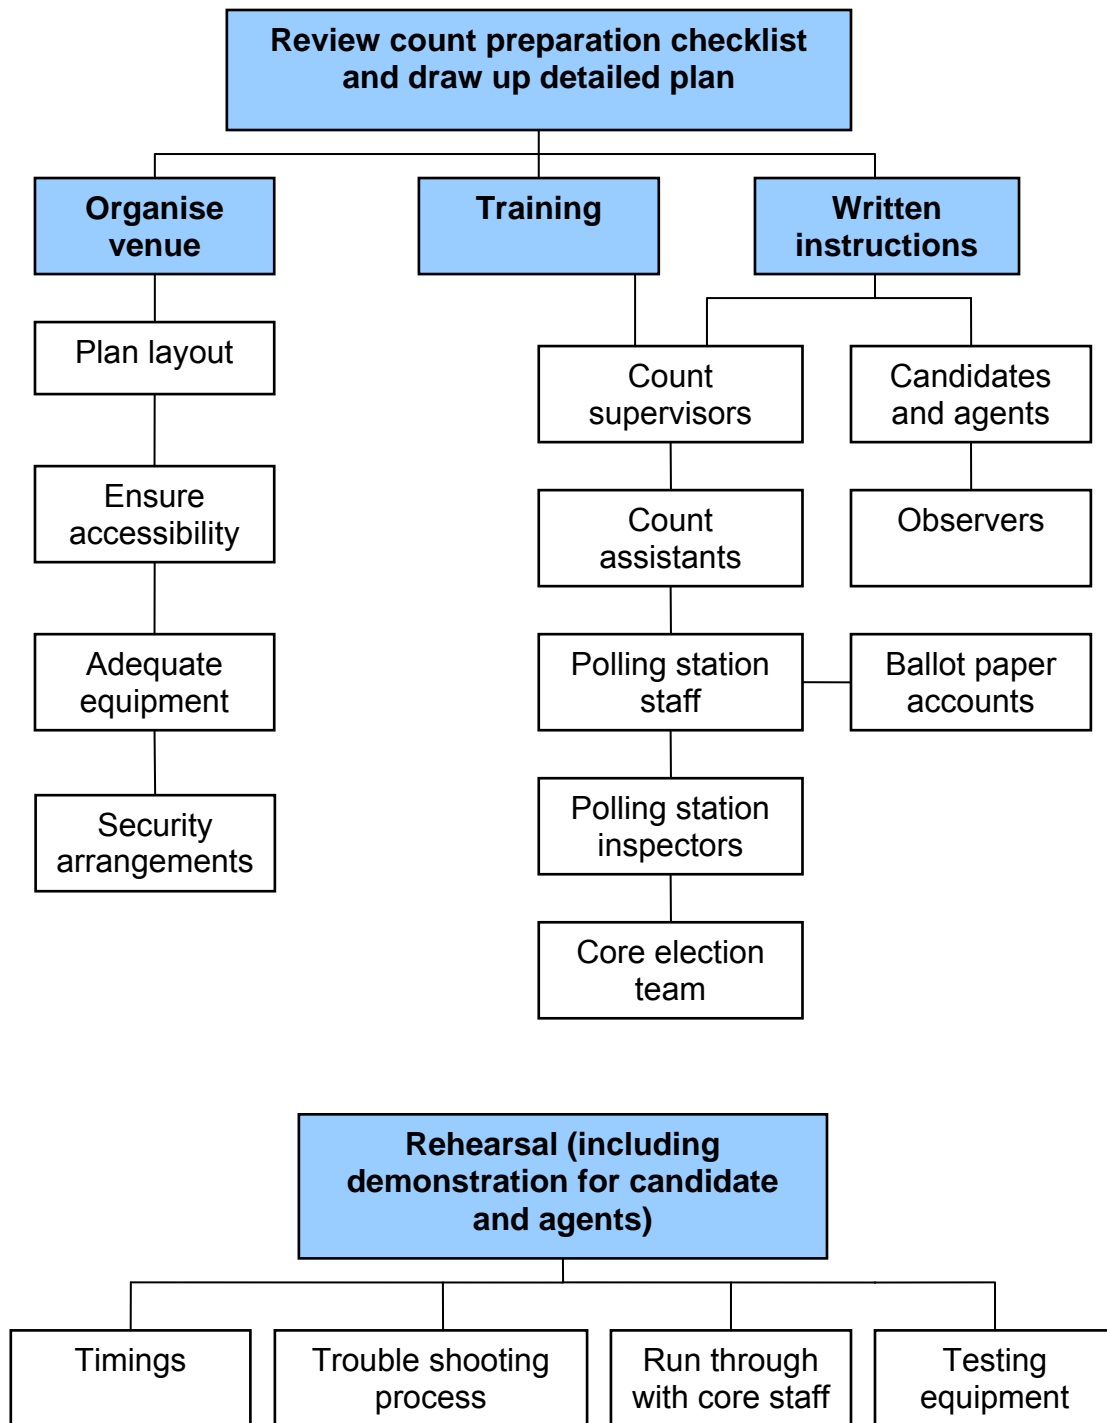 Review count preparation checklist
and draw up detailed plan
Organise
venue
Training
Written
instructions
Plan layout
Ensure
accessibility
Adequate
equipment
Security
arrangements
Count
supervisors
Count
assistants
Polling station
staff
Polling station
inspectors
Core election
team
Candidates
and agents
Observers
Ballot paper
accounts
Rehearsal (including
demonstration for candidate
and agents)
Timings
Trouble shooting
process
Run through
with core staff
Testing
equipment